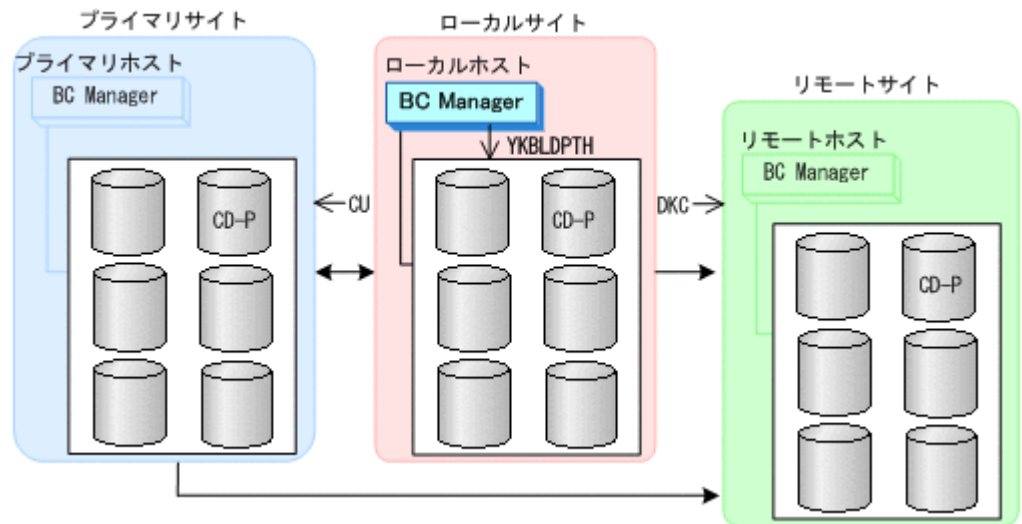 プライマリサイト
プライマリホスト
BC Manager
CD-P
CU
ローカルサイト
ローカルホスト
BC Manager
YKBLDPTH
CD-P
DKC
リモートサイト
リモートホスト
BC Manager
CD-P